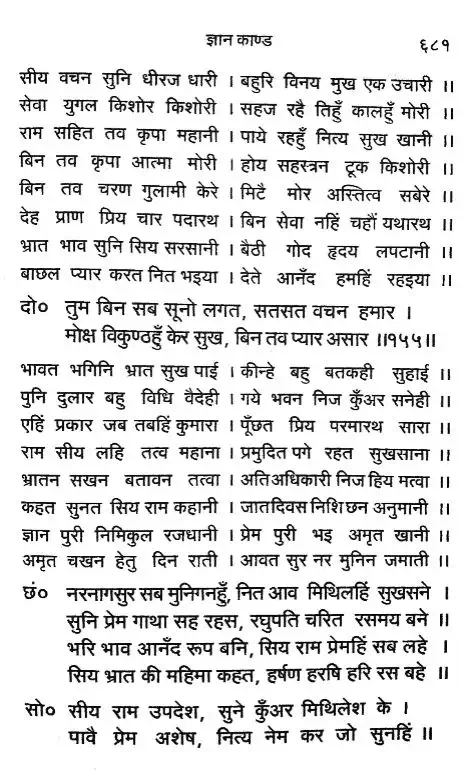 ज्ञान काण्ड ६८१
सीय वचन सुनि धीरज धारी । बहुरि विनय मुख एक उचारी ।।
सेवा युगल किशोर किशोरी । सहज रहै तिहुँ कालहुँ मोरी ।।
राम सहित तव कृपा महानी । पाये रहहुँ नित्य सुख खानी ।।
बिन तव कृपा आत्मा मोरी । होय सहस्त्रन टूक किशोरी ।।
बिन तव चरण गुलामी केरे । मिटै मोर अस्तित्व सबेरे ।।
देह प्राण प्रिय चार पदारथ । बिन सेवा नहिं चहौं यथारथ ।।
भ्रात भाव सुनि सिय सरसानी । बैठी गोद हृदय लपटानी ।।
बाछल प्यार करत नित भइया । देते आनँद हमहिं रहइया ।।
दो० तुम बिन सब सूनो लगत, सतसत वचन हमार ।
मोक्ष विकुण्ठहुँ केर सुख, बिन तव प्यार असार ।।१५५।।
भावत भगिनि भ्रात सुख पाई । कीन्हे बहु बतकही सुहाई ।।
पुनि दुलार बहु विधि वैदेही । गये भवन निज कुँअर सनेही ।।
एहिं प्रकार जब तबहिं कुमारा । पूँछत प्रिय परमारथ सारा ।।
राम सीय लहि तत्व महाना । प्रमुदित पगे रहत सुखसाना ।।
भ्रातन सखन बतावन तत्वा । अति अधिकारी निज हिय मत्वा ।।
कहत सुनत सिय राम कहानी । जात दिवस निशि छन अनुमानी ।।
ज्ञान पुरी निमिकुल रजधानी । प्रेम पुरी भइ अमृत खानी ।।
अमृत चखन हेतु दिन राती । आवत सुर नर मुनिन जमाती ।।
छं० नरनागसुर सब मुनिगनहुँ, नित आव मिथिलहिं सुखसने ।
सुनि प्रेम गाथा सह रहस, रघुपति चरित रसमय बने ।।
भरि भाव आनँद रूप बनि, सिय राम प्रेमहिं सब लहे ।
सिय भ्रात की महिमा कहत, हर्षण हरषि हरि रस बहे ।।
सो० सीय राम उपदेश, सुने कुँअर मिथिलेश के ।
पावै प्रेम अशेष, नित्य नेम कर जो सुनहिं ।।